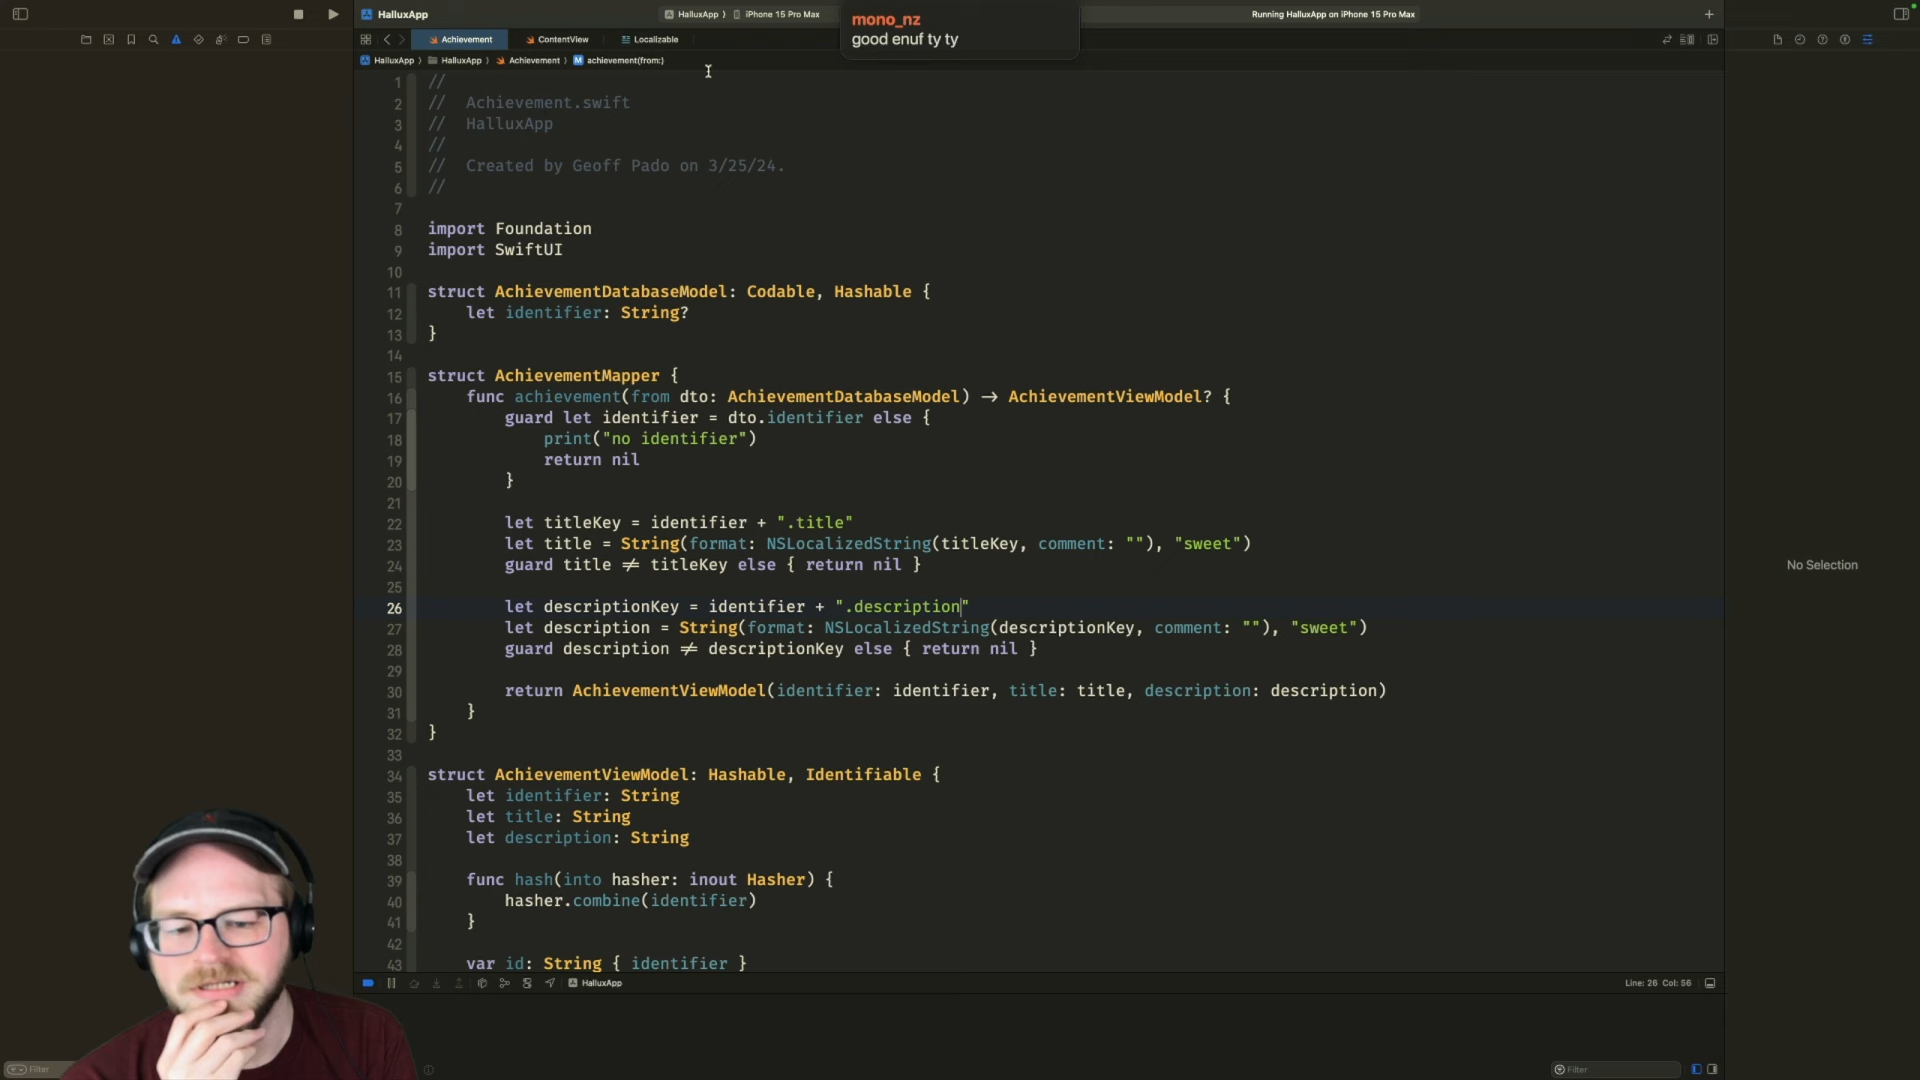 HalluxApp
HalluxApp ⟩ iPhone 15 Pro Max
mono_nz
good enuf ty ty
Running HalluxApp on iPhone 15 Pro Max
Achievement
ContentView
Localizable
HalluxApp ⟩ HalluxApp ⟩ Achievement ⟩ M achievement(from:)
1 //
2 //  Achievement.swift
3 //  HalluxApp
4 //
5 //  Created by Geoff Pado on 3/25/24.
6 //
7
8 import Foundation
9 import SwiftUI
10
11 struct AchievementDatabaseModel: Codable, Hashable {
12     let identifier: String?
13 }
14
15 struct AchievementMapper {
16     func achievement(from dto: AchievementDatabaseModel) -> AchievementViewModel? {
17         guard let identifier = dto.identifier else {
18             print("no identifier")
19             return nil
20         }
21
22         let titleKey = identifier + ".title"
23         let title = String(format: NSLocalizedString(titleKey, comment: ""), "sweet")
24         guard title != titleKey else { return nil }
25
26         let descriptionKey = identifier + ".description"
27         let description = String(format: NSLocalizedString(descriptionKey, comment: ""), "sweet")
28         guard description != descriptionKey else { return nil }
29
30         return AchievementViewModel(identifier: identifier, title: title, description: description)
31     }
32 }
33
34 struct AchievementViewModel: Hashable, Identifiable {
35     let identifier: String
36     let title: String
37     let description: String
38
39     func hash(into hasher: inout Hasher) {
40         hasher.combine(identifier)
41     }
42
43     var id: String { identifier }
No Selection
HalluxApp
Line: 26 Col: 56
Filter
Filter